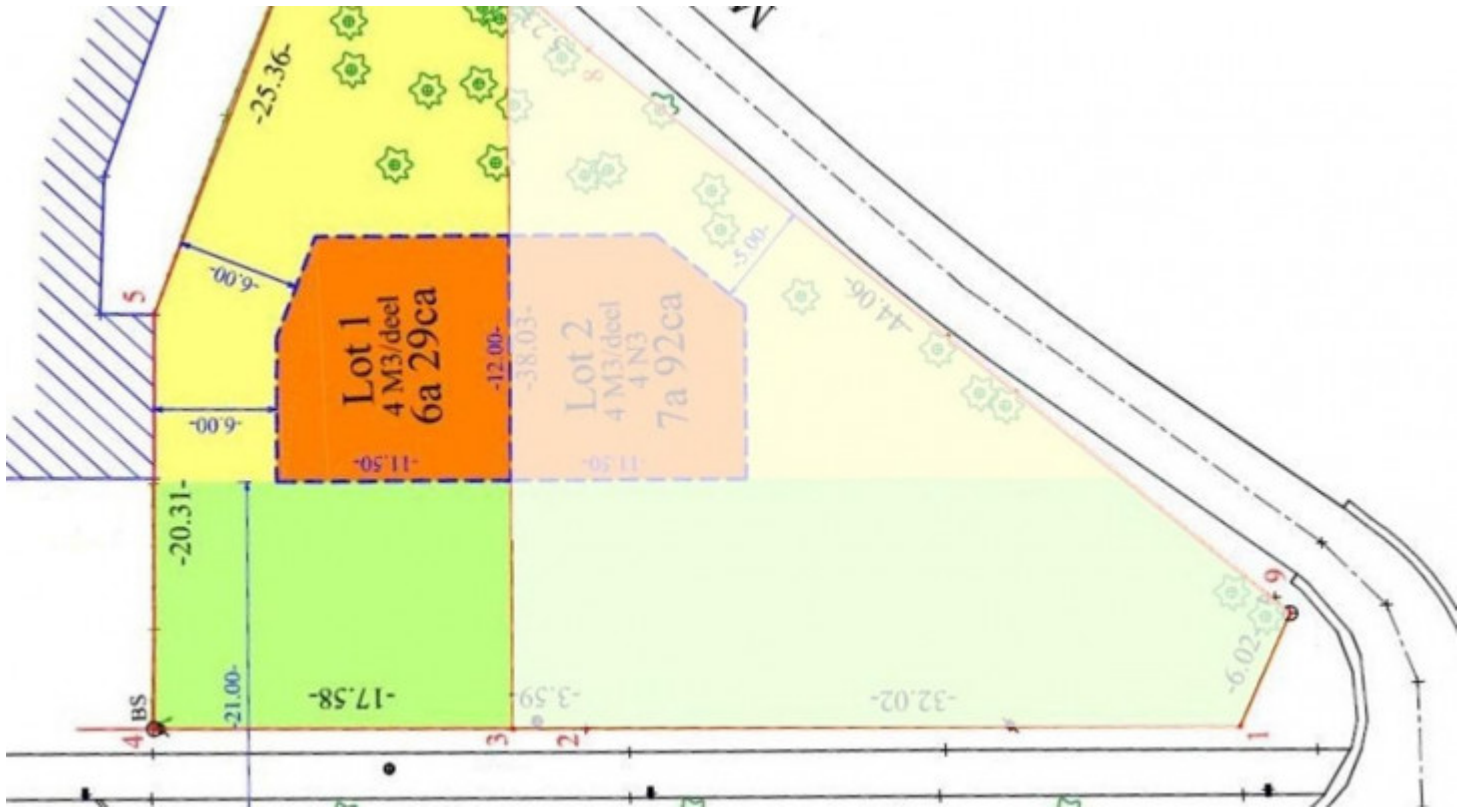 -25.36-
8
5
-6.00-
-5.00-
-44.06-
Lot 1
4 M3/deel
6a 29ca
-12.00-
-38.03-
Lot 2
4 M3/deel
4 N3
7a 92ca
-6.00-
-11.50-
-11.50-
-20.31-
9
-6.02-
BS
-21.00-
-17.58-
-3.59-
-32.02-
4
3
2
1